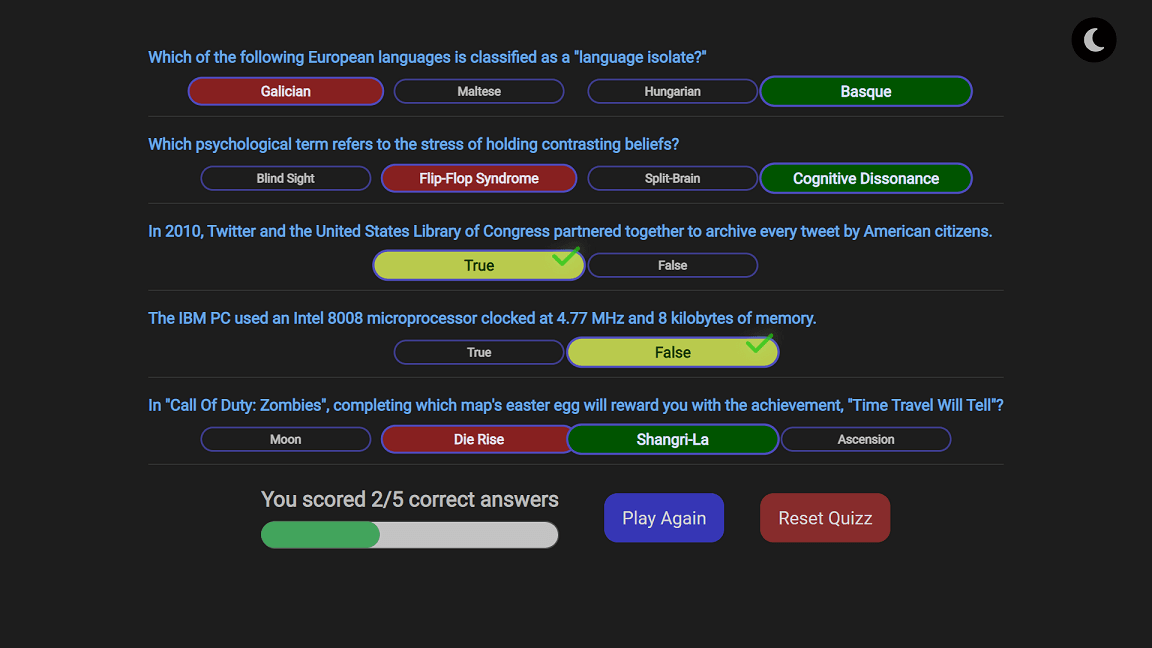 Which of the following European languages is classified as a "language isolate?"
Galician Maltese Hungarian Basque
Which psychological term refers to the stress of holding contrasting beliefs?
Blind Sight Flip-Flop Syndrome Split-Brain Cognitive Dissonance
In 2010, Twitter and the United States Library of Congress partnered together to archive every tweet by American citizens.
True False
The IBM PC used an Intel 8008 microprocessor clocked at 4.77 MHz and 8 kilobytes of memory.
True False
In "Call Of Duty: Zombies", completing which map's easter egg will reward you with the achievement, "Time Travel Will Tell"?
Moon Die Rise Shangri-La Ascension
You scored 2/5 correct answers
Play Again Reset Quizz